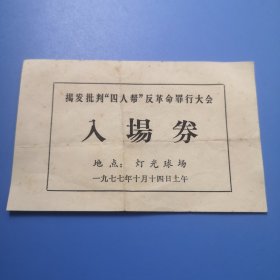 揭发批判“四人帮”反革命罪行大会
入場券
地点：灯光球场
一九七七年十月十四日上午